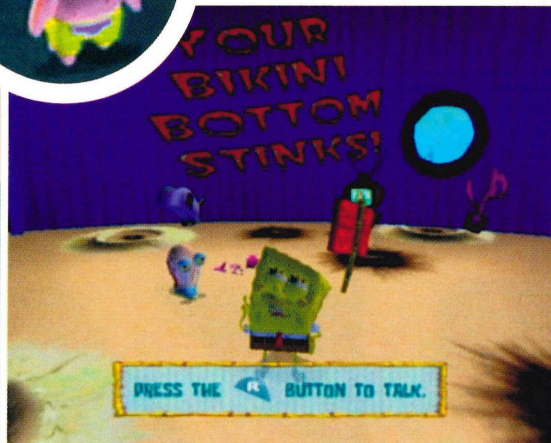 YOUR
BIKINI
BOTTOM
STINKS!
PRESS THE R BUTTON TO TALK.